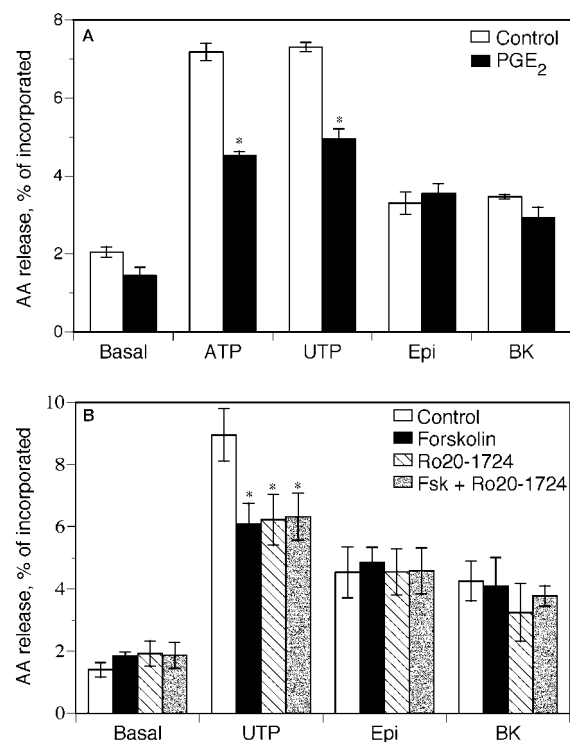 A
Control
PGE2
AA release, % of incorporated
8
6
4
2
0
Basal ATP UTP Epi BK
*
*
B
Control
Forskolin
Ro20-1724
Fsk + Ro20-1724
AA release, % of incorporated
10
8
6
4
2
0
* * *
Basal UTP Epi BK